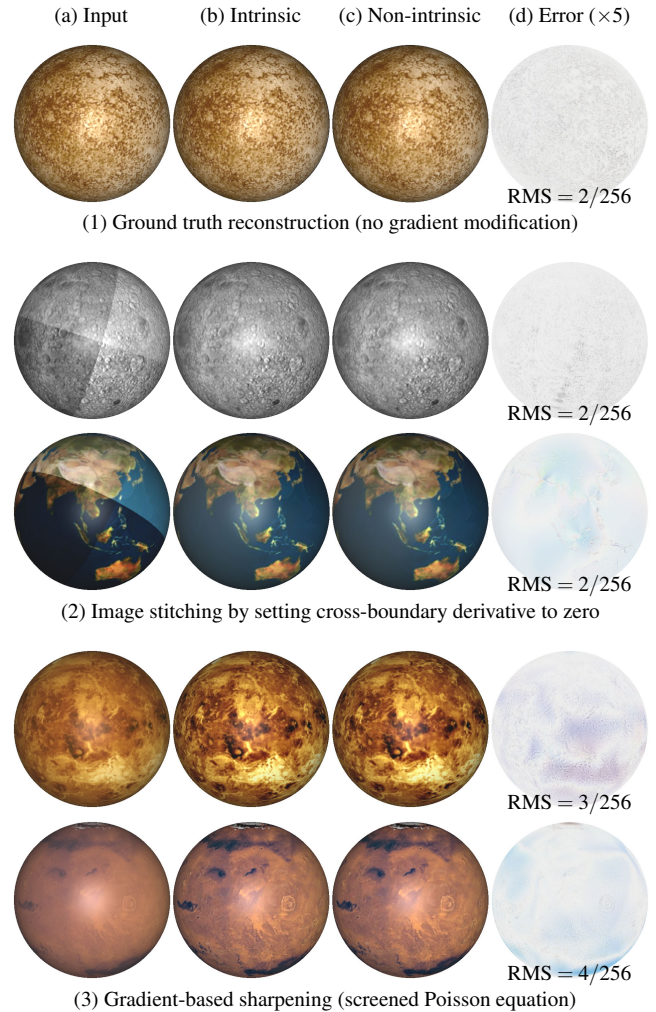 (a) Input (b) Intrinsic (c) Non-intrinsic (d) Error (×5)
RMS = 2/256
(1) Ground truth reconstruction (no gradient modification)
RMS = 2/256
RMS = 2/256
(2) Image stitching by setting cross-boundary derivative to zero
RMS = 3/256
RMS = 4/256
(3) Gradient-based sharpening (screened Poisson equation)